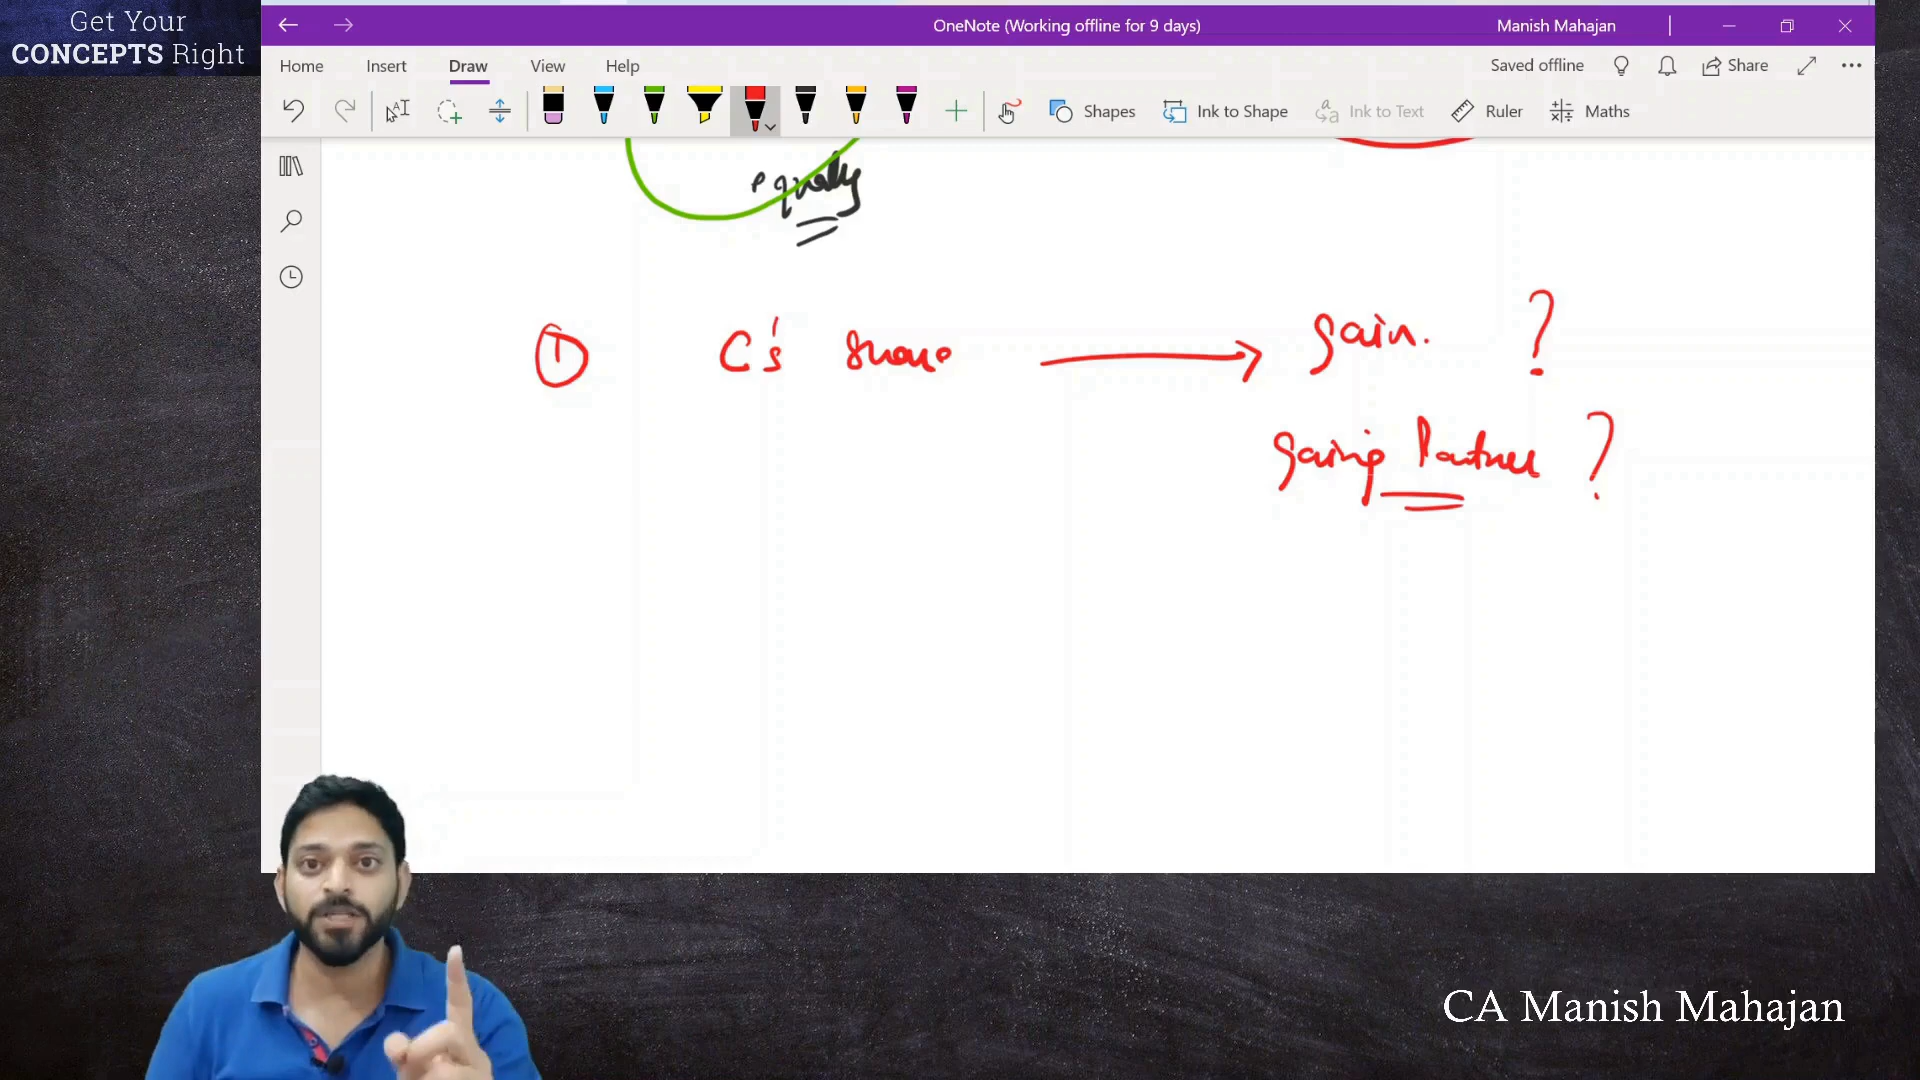 Get Your
CONCEPTS Right
OneNote (Working offline for 9 days)
Manish Mahajan
Home Insert Draw View Help
Saved offline
Share
Shapes
Ink to Shape
Ink to Text
Ruler
Maths
equally
1 C's Share → gain. ?
gaing Partner ?
CA Manish Mahajan